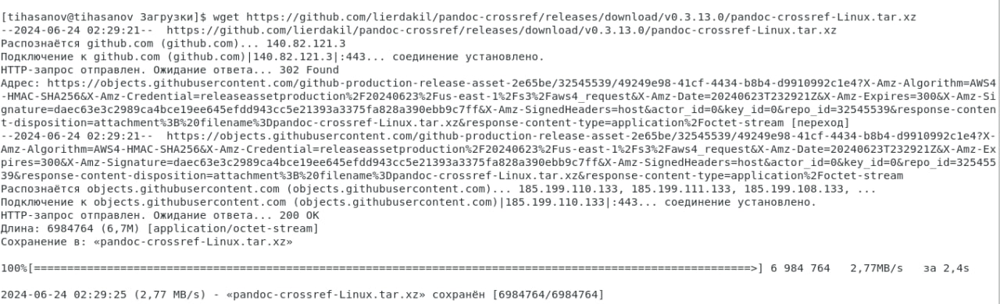 [tihasanov@tihasanov Загрузки]$ wget https://github.com/lierdakil/pandoc-crossref/releases/download/v0.3.13.0/pandoc-crossref-Linux.tar.xz
--2024-06-24 02:29:21--  https://github.com/lierdakil/pandoc-crossref/releases/download/v0.3.13.0/pandoc-crossref-Linux.tar.xz
Распознаётся github.com (github.com)... 140.82.121.3
Подключение к github.com (github.com)|140.82.121.3|:443... соединение установлено.
HTTP-запрос отправлен. Ожидание ответа... 302 Found
Адрес: https://objects.githubusercontent.com/github-production-release-asset-2e65be/32545539/49249e98-41cf-4434-b8b4-d9910992c1e4?X-Amz-Algorithm=AWS4
-HMAC-SHA256&X-Amz-Credential=releaseassetproduction%2F20240623%2Fus-east-1%2Fs3%2Faws4_request&X-Amz-Date=20240623T232921Z&X-Amz-Expires=300&X-Amz-Si
gnature=daec63e3c2989ca4bce19ee645efdd943cc5e21393a3375fa828a390ebb9c7ff&X-Amz-SignedHeaders=host&actor_id=0&key_id=0&repo_id=32545539&response-conten
t-disposition=attachment%3B%20filename%3Dpandoc-crossref-Linux.tar.xz&response-content-type=application%2Foctet-stream [переход]
--2024-06-24 02:29:21--  https://objects.githubusercontent.com/github-production-release-asset-2e65be/32545539/49249e98-41cf-4434-b8b4-d9910992c1e4?X-
Amz-Algorithm=AWS4-HMAC-SHA256&X-Amz-Credential=releaseassetproduction%2F20240623%2Fus-east-1%2Fs3%2Faws4_request&X-Amz-Date=20240623T232921Z&X-Amz-Ex
pires=300&X-Amz-Signature=daec63e3c2989ca4bce19ee645efdd943cc5e21393a3375fa828a390ebb9c7ff&X-Amz-SignedHeaders=host&actor_id=0&key_id=0&repo_id=325455
39&response-content-disposition=attachment%3B%20filename%3Dpandoc-crossref-Linux.tar.xz&response-content-type=application%2Foctet-stream
Распознаётся objects.githubusercontent.com (objects.githubusercontent.com)... 185.199.110.133, 185.199.111.133, 185.199.108.133, ...
Подключение к objects.githubusercontent.com (objects.githubusercontent.com)|185.199.110.133|:443... соединение установлено.
HTTP-запрос отправлен. Ожидание ответа... 200 OK
Длина: 6984764 (6,7M) [application/octet-stream]
Сохранение в: «pandoc-crossref-Linux.tar.xz»
100%[============================================================================================================>] 6 984 764   2,77MB/s   за 2,4s
2024-06-24 02:29:25 (2,77 MB/s) - «pandoc-crossref-Linux.tar.xz» сохранён [6984764/6984764]